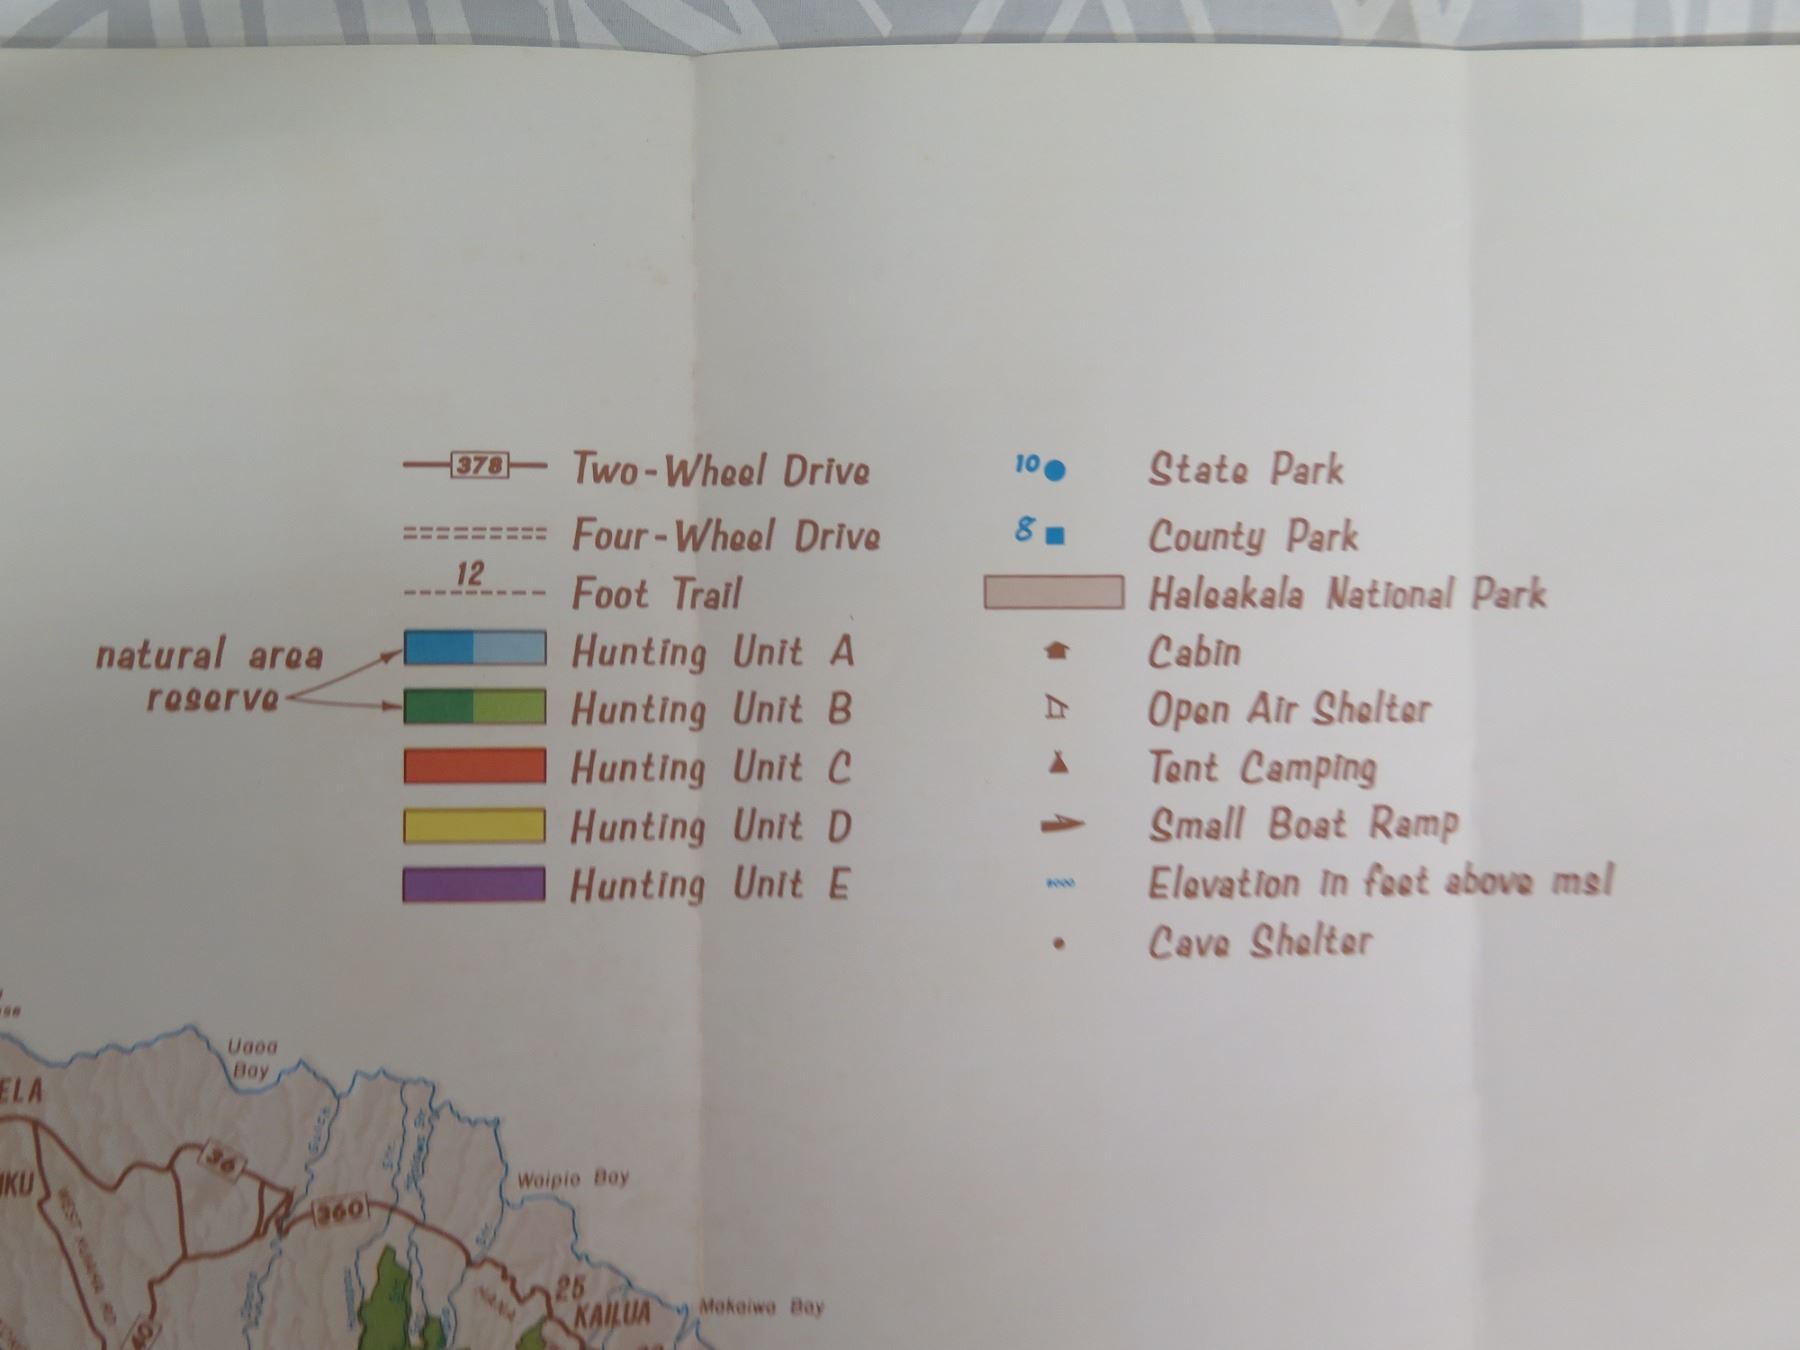 378 Two-Wheel Drive
Four-Wheel Drive
12
Foot Trail
natural area
reserve
Hunting Unit A
Hunting Unit B
Hunting Unit C
Hunting Unit D
Hunting Unit E
10 State Park
8 County Park
Haleakala National Park
Cabin
Open Air Shelter
Tent Camping
Small Boat Ramp
Elevation in feet above msl
Cave Shelter
Uaoa
Bay
ELA
36
Waipio Bay
360
25
KAILUA
Makaiwa Bay